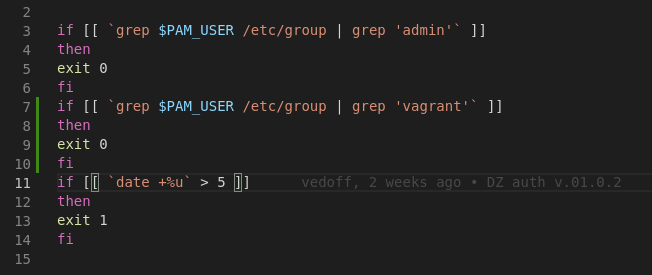 2
3 if [[ `grep $PAM_USER /etc/group | grep 'admin'` ]]
4 then
5 exit 0
6 fi
7 if [[ `grep $PAM_USER /etc/group | grep 'vagrant'` ]]
8 then
9 exit 0
10 fi
11 if [[ `date +%u` > 5 ]] vedoff, 2 weeks ago • DZ auth v.01.0.2
12 then
13 exit 1
14 fi
15